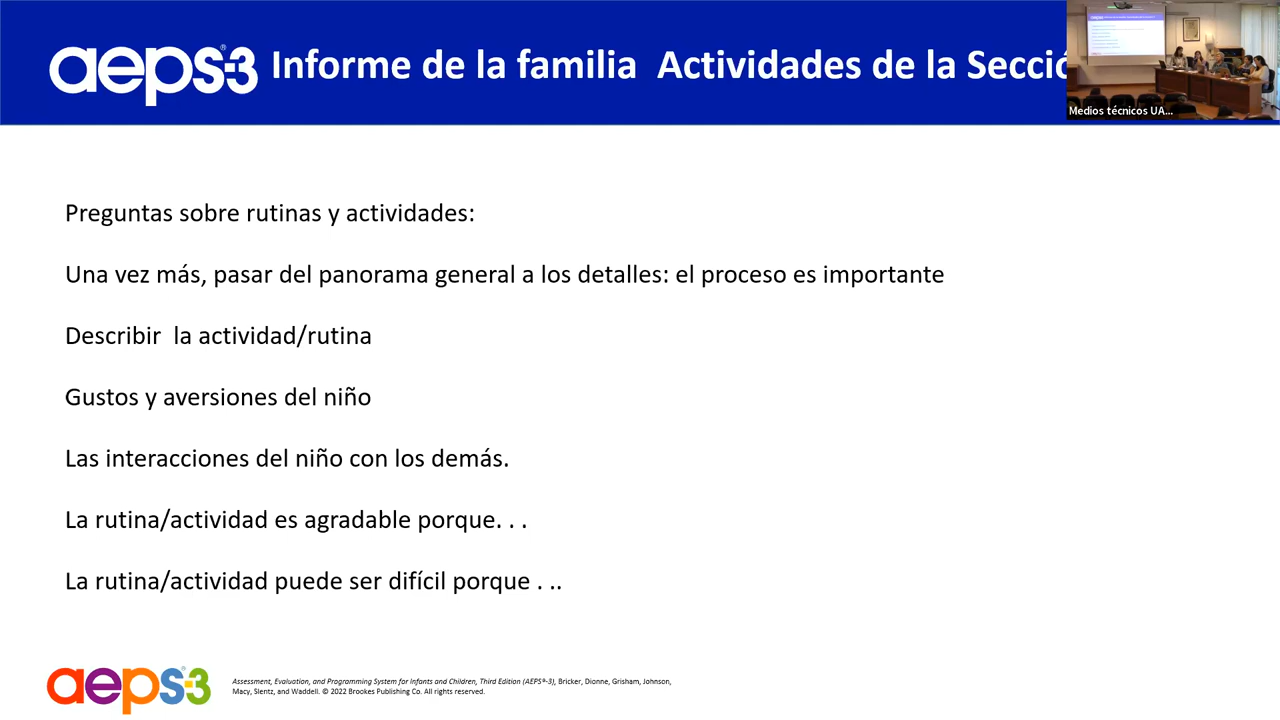 aeps®-3 Informe de la familia  Actividades de la Secció
Medios técnicos UA...
Preguntas sobre rutinas y actividades:
Una vez más, pasar del panorama general a los detalles: el proceso es importante
Describir  la actividad/rutina
Gustos y aversiones del niño
Las interacciones del niño con los demás.
La rutina/actividad es agradable porque. . .
La rutina/actividad puede ser difícil porque . ..
aeps®-3
Assessment, Evaluation, and Programming System for Infants and Children, Third Edition (AEPS®-3), Bricker, Dionne, Grisham, Johnson,
Macy, Slentz, and Waddell. © 2022 Brookes Publishing Co. All rights reserved.